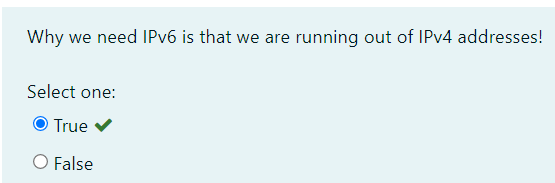 Why we need IPv6 is that we are running out of IPv4 addresses!
Select one:
True
False